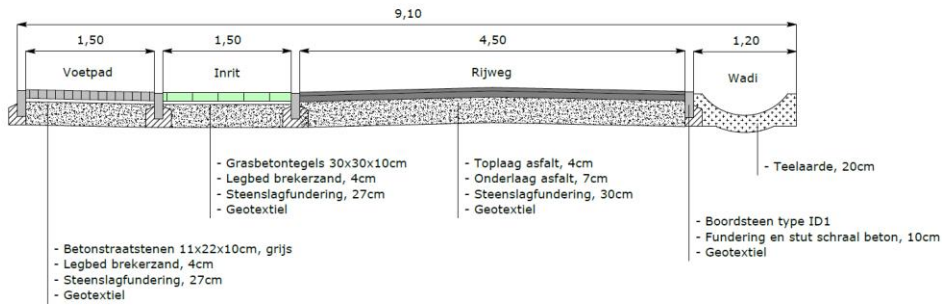 9,10
1,50
1,50
4,50
1,20
Voetpad
Inrit
Rijweg
Wadi
- Grasbetontegels 30x30x10cm
- Legbed brekerzand, 4cm
- Steenslagfundering, 27cm
- Geotextiel
- Toplaag asfalt, 4cm
- Onderlaag asfalt, 7cm
- Steenslagfundering, 30cm
- Geotextiel
- Teelaarde, 20cm
- Boordsteen type ID1
- Fundering en stut schraal beton, 10cm
- Geotextiel
- Betonstraatstenen 11x22x10cm, grijs
- Legbed brekerzand, 4cm
- Steenslagfundering, 27cm
- Geotextiel